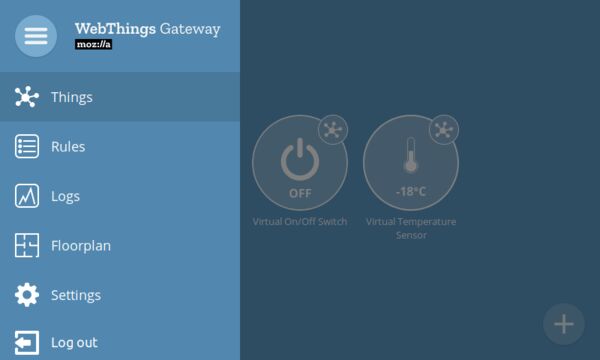 WebThings Gateway
moz://a
Things
Rules
Logs
Floorplan
Settings
Log out
OFF
Virtual On/Off Switch
-18°C
Virtual Temperature
Sensor